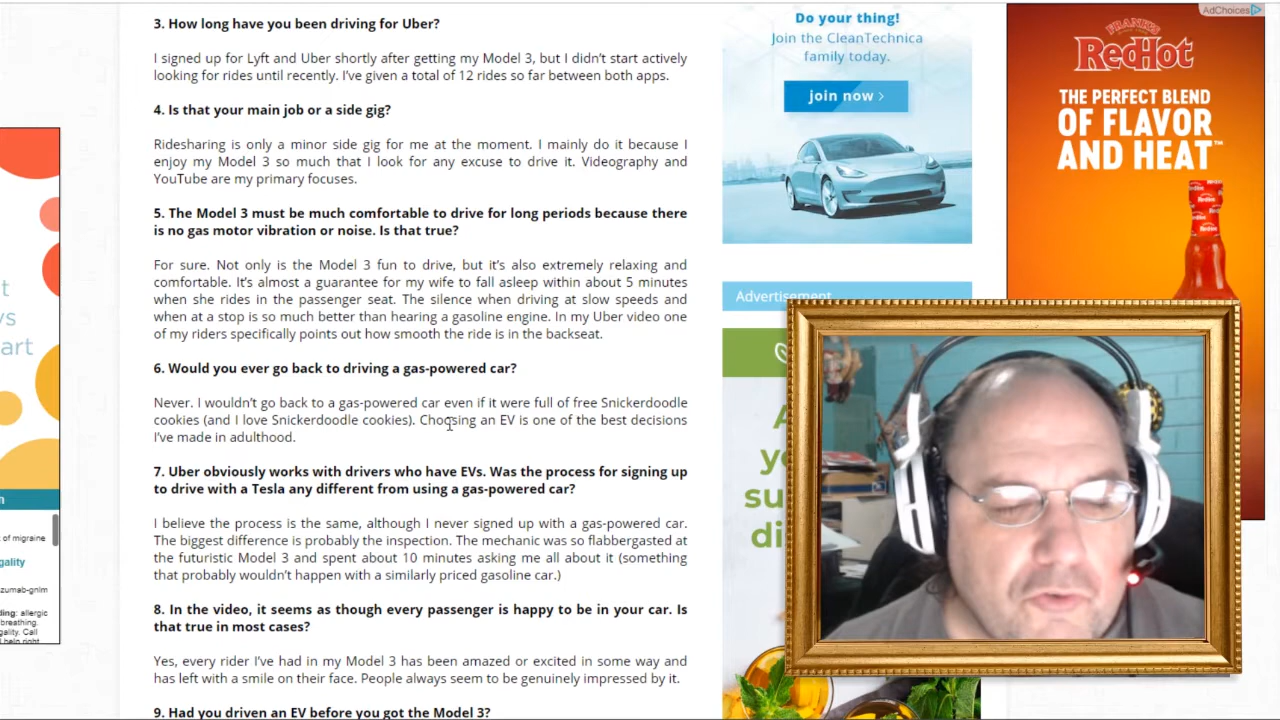 3. How long have you been driving for Uber?
I signed up for Lyft and Uber shortly after getting my Model 3, but I didn't start actively
looking for rides until recently. I've given a total of 12 rides so far between both apps.
4. Is that your main job or a side gig?
Ridesharing is only a minor side gig for me at the moment. I mainly do it because I
enjoy my Model 3 so much that I look for any excuse to drive it. Videography and
YouTube are my primary focuses.
5. The Model 3 must be much comfortable to drive for long periods because there
is no gas motor vibration or noise. Is that true?
For sure. Not only is the Model 3 fun to drive, but it's also extremely relaxing and
comfortable. It's almost a guarantee for my wife to fall asleep within about 5 minutes
when she rides in the passenger seat. The silence when driving at slow speeds and
when at a stop is so much better than hearing a gasoline engine. In my Uber video one
of my riders specifically points out how smooth the ride is in the backseat.
6. Would you ever go back to driving a gas-powered car?
Never. I wouldn't go back to a gas-powered car even if it were full of free Snickerdoodle
cookies (and I love Snickerdoodle cookies). Choosing an EV is one of the best decisions
I've made in adulthood.
7. Uber obviously works with drivers who have EVs. Was the process for signing up
to drive with a Tesla any different from using a gas-powered car?
I believe the process is the same, although I never signed up with a gas-powered car.
The biggest difference is probably the inspection. The mechanic was so flabbergasted at
the futuristic Model 3 and spent about 10 minutes asking me all about it (something
that probably wouldn't happen with a similarly priced gasoline car.)
8. In the video, it seems as though every passenger is happy to be in your car. Is
that true in most cases?
Yes, every rider I've had in my Model 3 has been amazed or excited in some way and
has left with a smile on their face. People always seem to be genuinely impressed by it.
9. Had you driven an EV before you got the Model 3?
Do your thing!
Join the CleanTechnica
family today.
join now >
Advertisement
AdChoices
FRANK'S
RedHot
THE PERFECT BLEND
OF FLAVOR
AND HEAT™
RedHot
t
vs
art
n
of migraine
gality
zumab-gnlm
ding: allergic
breathing.
gality. Call
l help right
A
yo
su
di